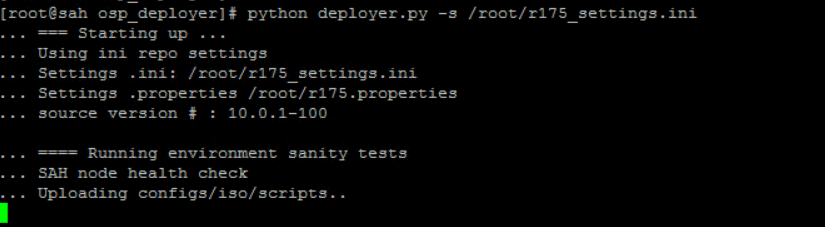 [root@sah osp_deployer]# python deployer.py -s /root/r175_settings.ini
... === Starting up ...
... Using ini repo settings
... Settings .ini: /root/r175_settings.ini
... Settings .properties /root/r175.properties
... source version # : 10.0.1-100
... ==== Running environment sanity tests
... SAH node health check
... Uploading configs/iso/scripts..